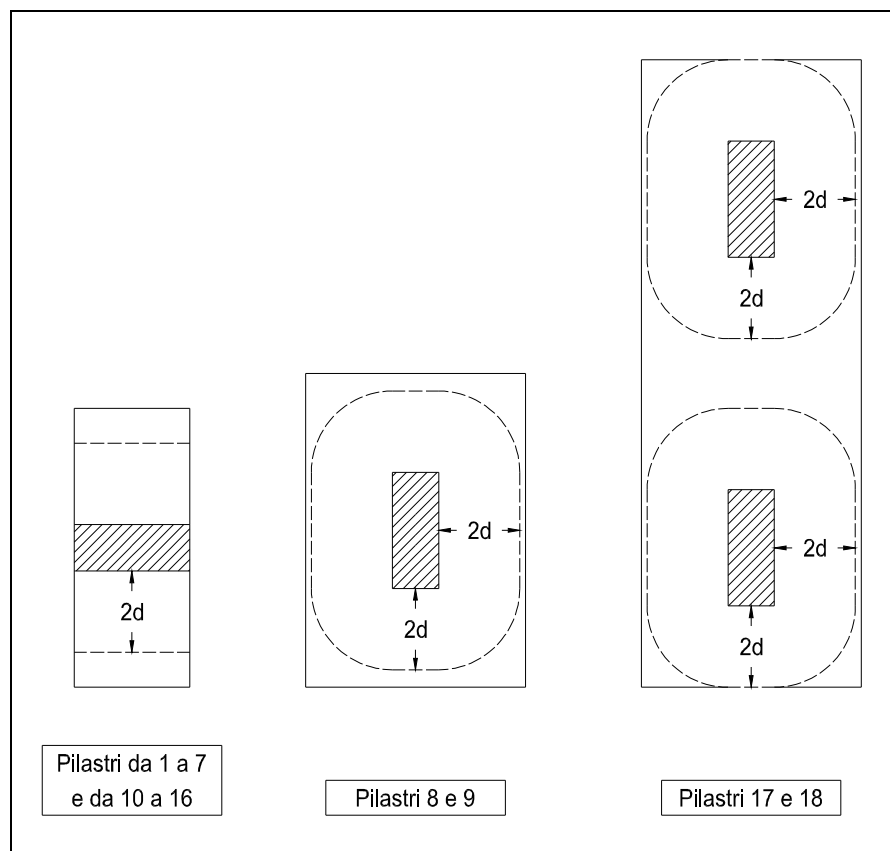 2d
2d
2d
2d
2d
2d
2d
Pilastri da 1 a 7
e da 10 a 16
Pilastri 8 e 9
Pilastri 17 e 18